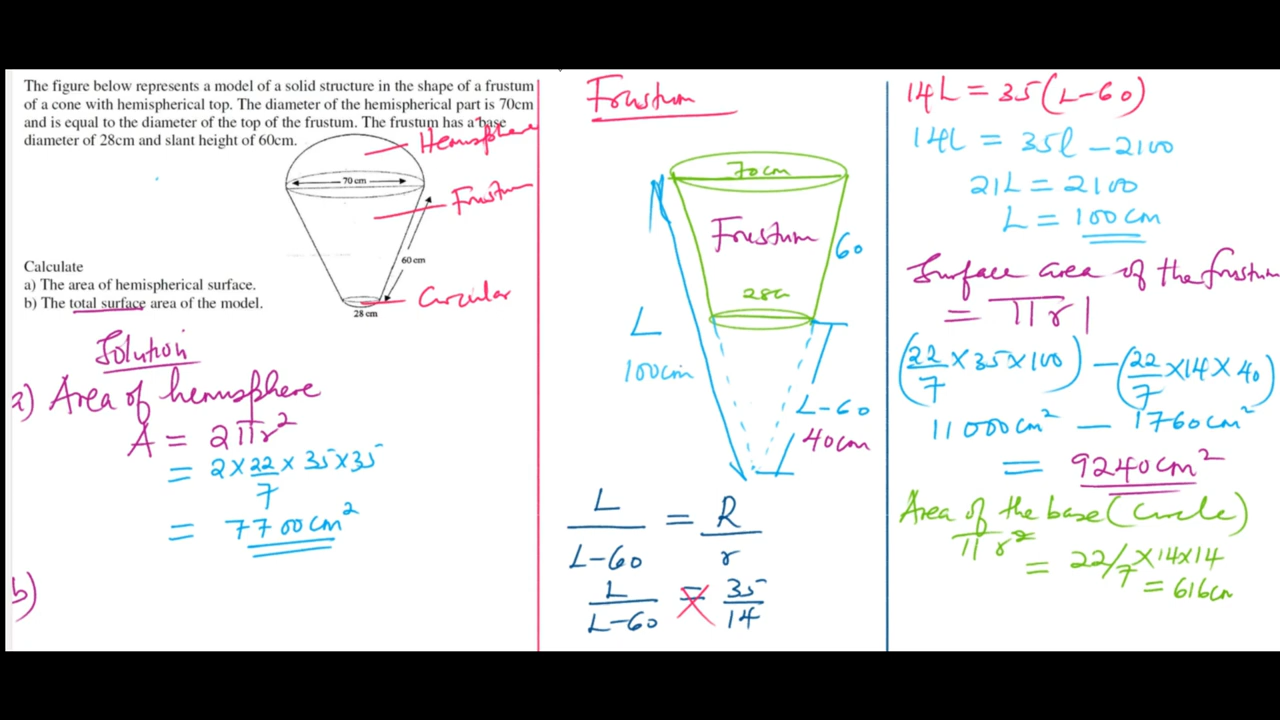 The figure below represents a model of a solid structure in the shape of a frustum
of a cone with hemispherical top. The diameter of the hemispherical part is 70cm
and is equal to the diameter of the top of the frustum. The frustum has a base
diameter of 28cm and slant height of 60cm.
Hemisphere
70 cm
Frustum
60 cm
Circular
28 cm
Calculate
a) The area of hemispherical surface.
b) The total surface area of the model.
Solution
a) Area of hemisphere
A = 2πr²
= 2 × 22/7 × 35 × 35
= 7700cm²
b)
Frustum
70cm
Frustum
60
28c
L
100cm
L-60
40cm
L/(L-60) = R/r
L/(L-60) = 35/14
14L = 35(L-60)
14L = 35l - 2100
21L = 2100
L = 100cm
Surface area of the frustum
= πrl
(22/7 × 35 × 100) - (22/7 × 14 × 40)
11000cm² - 1760cm²
= 9240cm²
Area of the base (Circle)
πr²
= 22/7 × 14 × 14
= 616cm